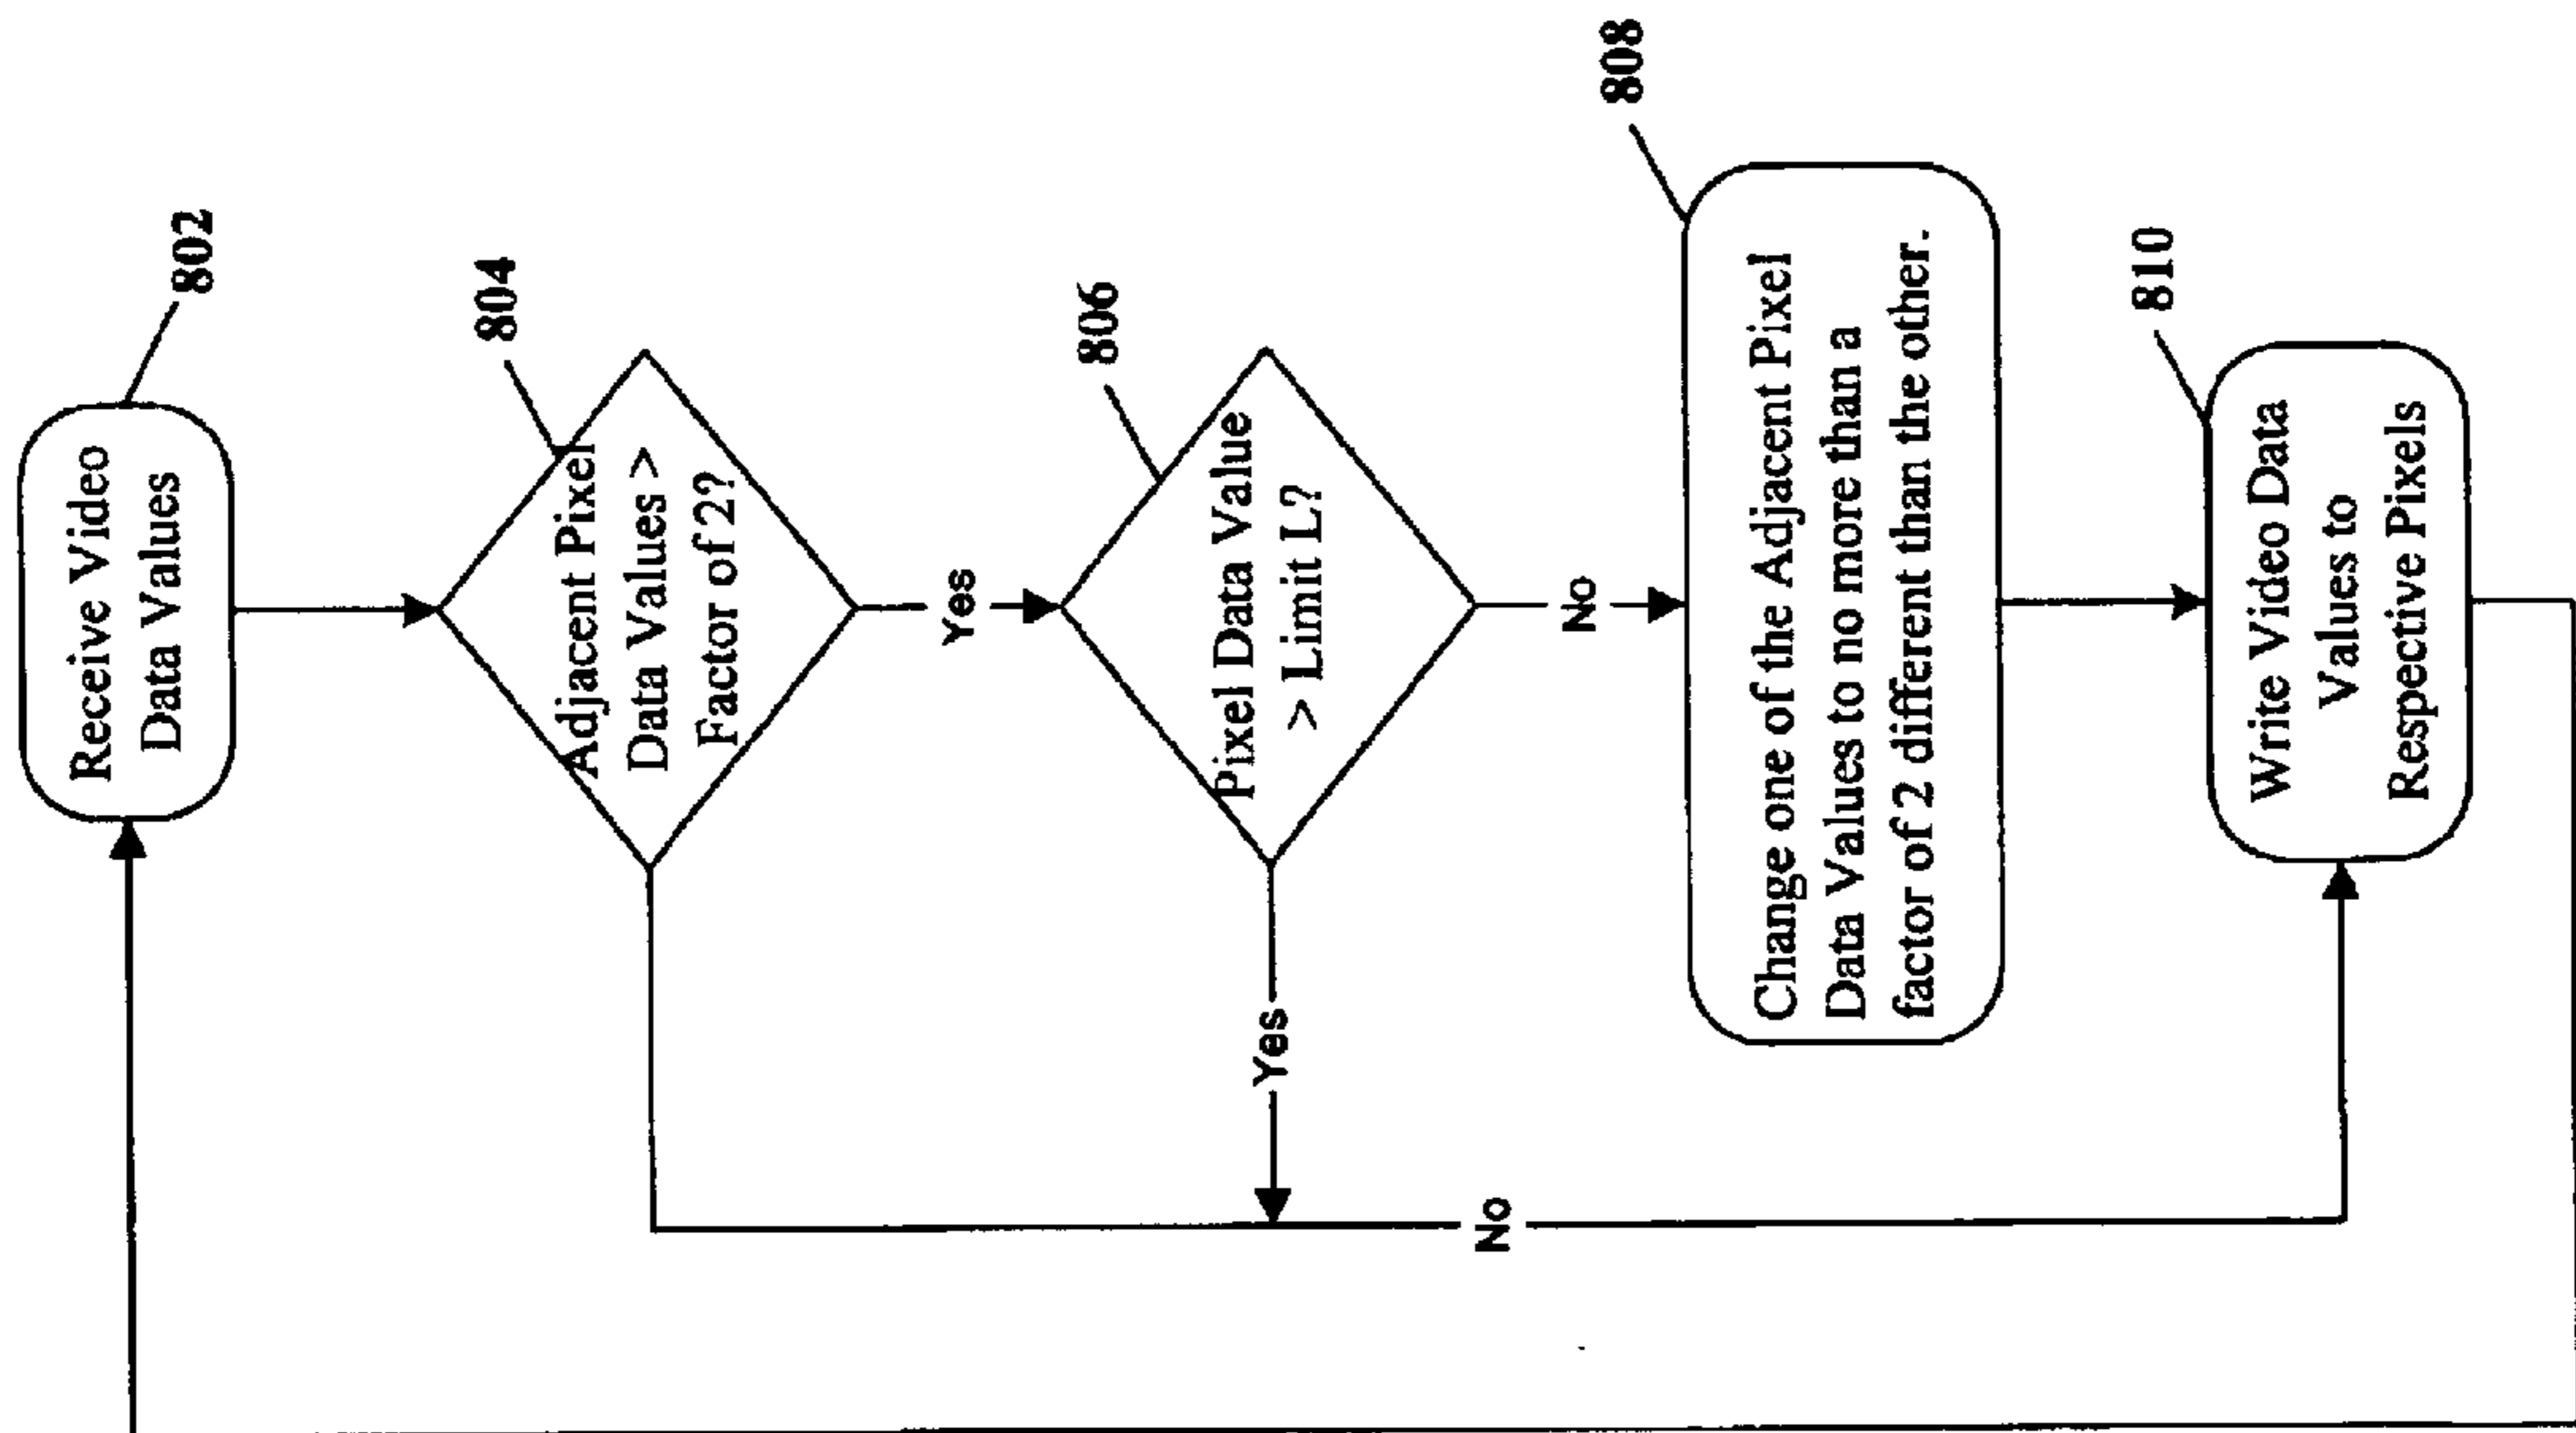 802
Receive Video
Data Values
804
Adjacent Pixel
Data Values >
Factor of 2?
Yes
806
Pixel Data Value
> Limit L?
Yes
No
No
808
Change one of the Adjacent Pixel
Data Values to no more than a
factor of 2 different than the other.
810
Write Video Data
Values to
Respective Pixels